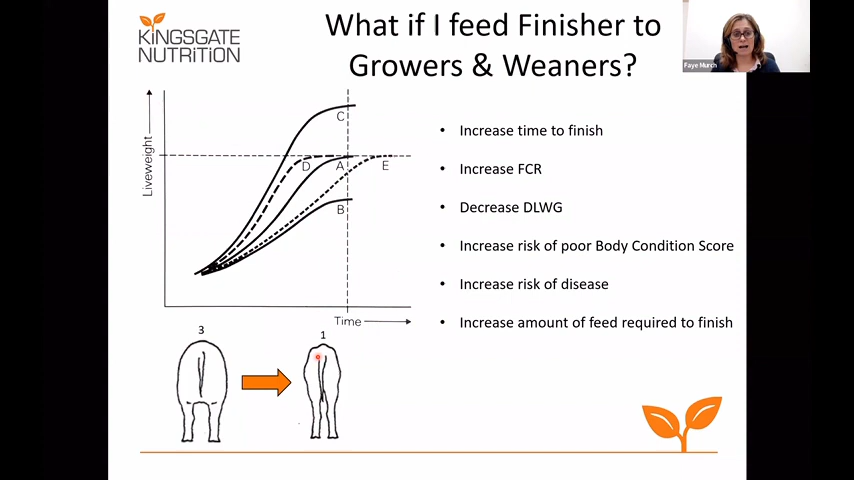 KINGSGATE
NUTRITION
What if I feed Finisher to
Growers & Weaners?
Faye Murch
Liveweight
C
D
A
E
B
Time
3
1
• Increase time to finish
• Increase FCR
• Decrease DLWG
• Increase risk of poor Body Condition Score
• Increase risk of disease
• Increase amount of feed required to finish